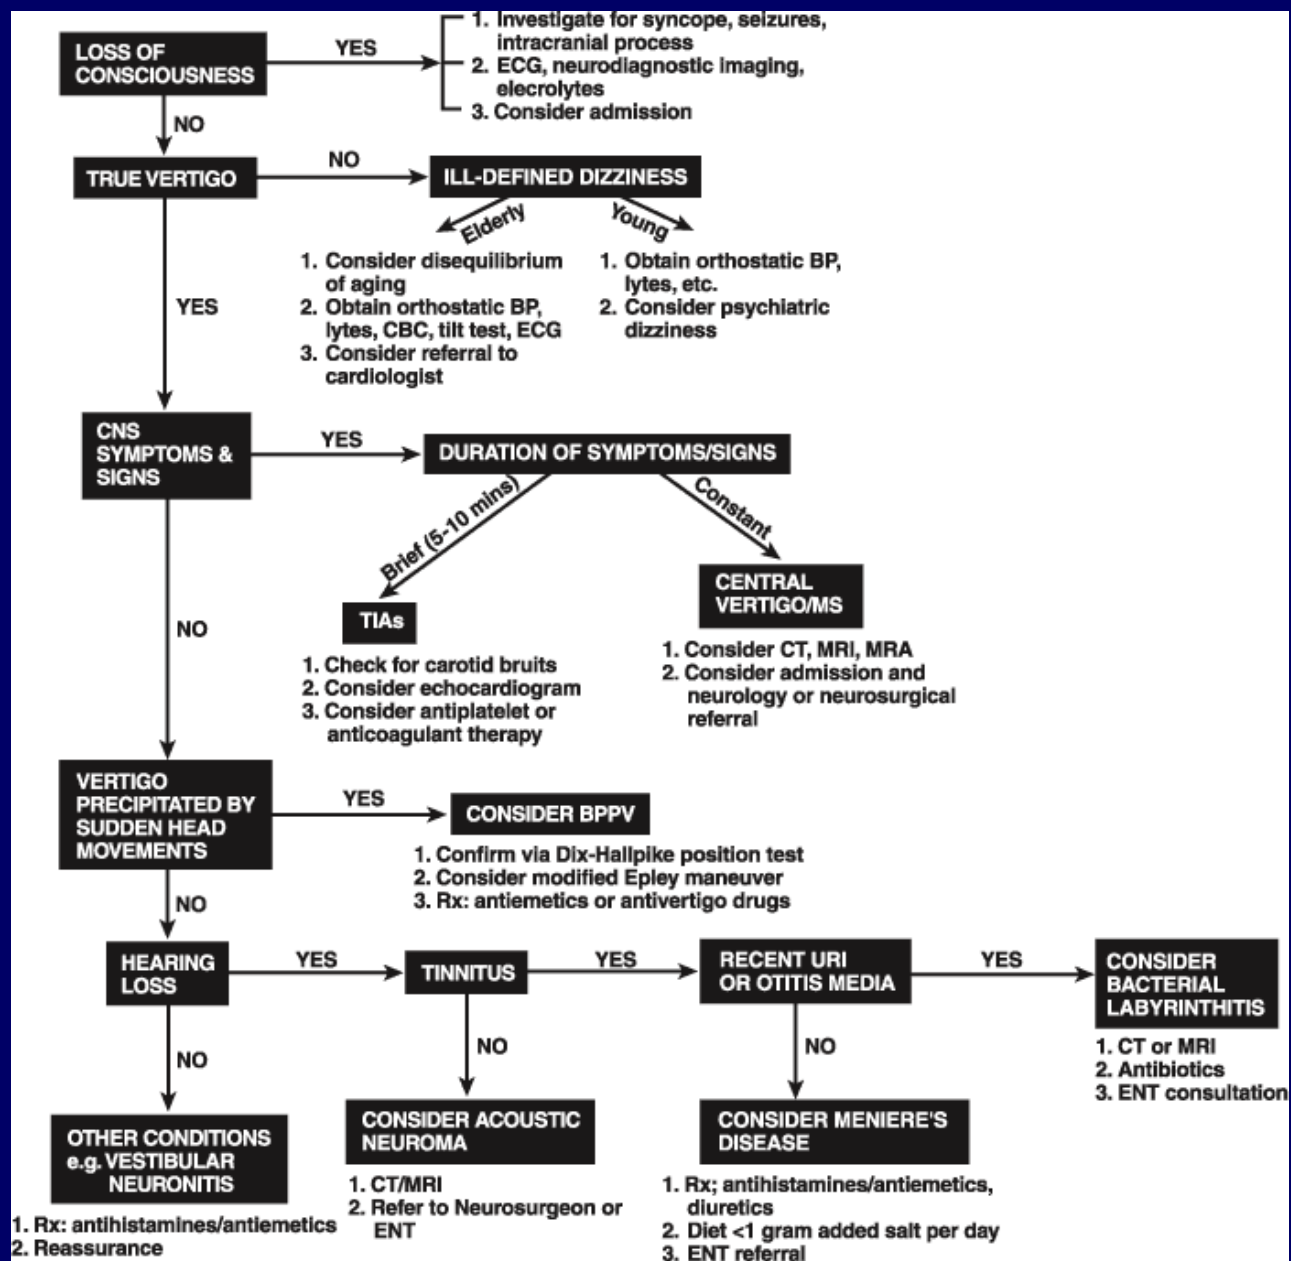 LOSS OF
CONSCIOUSNESS
YES
1. Investigate for syncope, seizures,
intracranial process
2. ECG, neurodiagnostic imaging,
elecrolytes
3. Consider admission
NO
TRUE VERTIGO
NO
ILL-DEFINED DIZZINESS
Elderly
Young
1. Consider disequilibrium
of aging
2. Obtain orthostatic BP,
lytes, CBC, tilt test, ECG
3. Consider referral to
cardiologist
1. Obtain orthostatic BP,
lytes, etc.
2. Consider psychiatric
dizziness
YES
CNS
SYMPTOMS &
SIGNS
YES
DURATION OF SYMPTOMS/SIGNS
Brief (5-10 mins)
Constant
TIAs
1. Check for carotid bruits
2. Consider echocardiogram
3. Consider antiplatelet or
anticoagulant therapy
CENTRAL
VERTIGO/MS
1. Consider CT, MRI, MRA
2. Consider admission and
neurology or neurosurgical
referral
NO
VERTIGO
PRECIPITATED BY
SUDDEN HEAD
MOVEMENTS
YES
CONSIDER BPPV
1. Confirm via Dix-Hallpike position test
2. Consider modified Epley maneuver
3. Rx: antiemetics or antivertigo drugs
NO
HEARING
LOSS
YES
TINNITUS
YES
RECENT URI
OR OTITIS MEDIA
YES
CONSIDER
BACTERIAL
LABYRINTHITIS
1. CT or MRI
2. Antibiotics
3. ENT consultation
NO
OTHER CONDITIONS
e.g. VESTIBULAR
NEURONITIS
1. Rx: antihistamines/antiemetics
2. Reassurance
NO
CONSIDER ACOUSTIC
NEUROMA
1. CT/MRI
2. Refer to Neurosurgeon or
ENT
NO
CONSIDER MENIERE'S
DISEASE
1. Rx; antihistamines/antiemetics,
diuretics
2. Diet <1 gram added salt per day
3. ENT referral